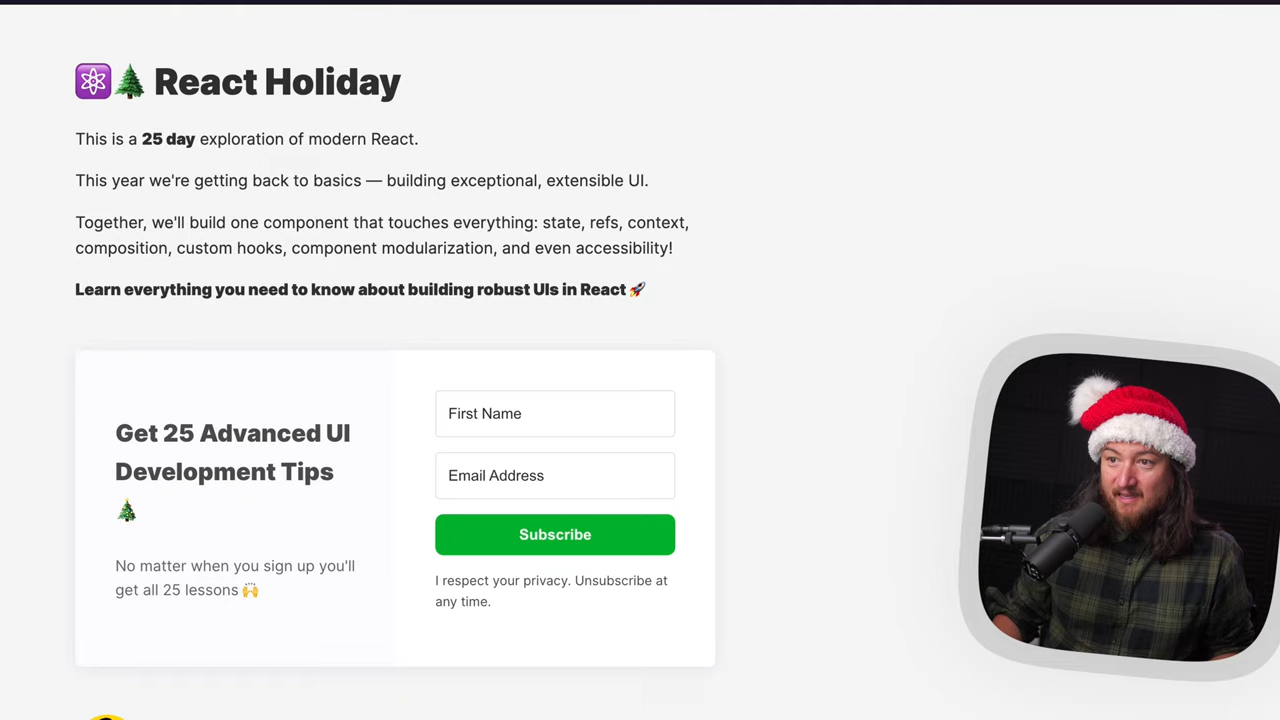 ⚛️🌲 React Holiday
This is a 25 day exploration of modern React.
This year we're getting back to basics — building exceptional, extensible UI.
Together, we'll build one component that touches everything: state, refs, context,
composition, custom hooks, component modularization, and even accessibility!
Learn everything you need to know about building robust UIs in React 🚀
Get 25 Advanced UI
Development Tips
🎄
No matter when you sign up you'll
get all 25 lessons 🙌
First Name
Email Address
Subscribe
I respect your privacy. Unsubscribe at
any time.